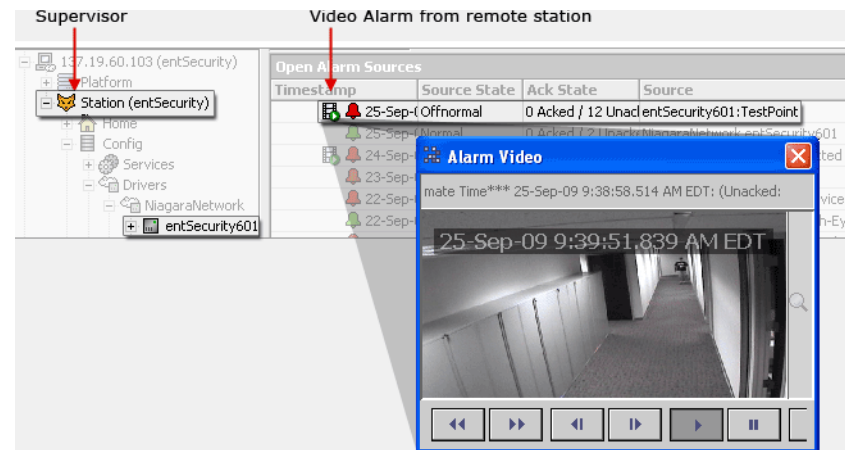 Supervisor
Video Alarm from remote station
137.19.60.103 (entSecurity)
Platform
Station (entSecurity)
Home
Config
Services
Drivers
NiagaraNetwork
entSecurity601
Open Alarm Sources
Timestamp Source State Ack State Source
25-Sep-( Offnormal 0 Acked / 12 Unacl entSecurity601:TestPoint
25-Sep-( Normal 0 Acked / 2 Unack NiagaraNetwork entSecurity601
24-Sep- cted
23-Sep-
22-Sep- vice
22-Sep- h-Ey
Alarm Video
mate Time*** 25-Sep-09 9:38:58.514 AM EDT: (Unacked:
25-Sep-09 9:39:51.839 AM EDT